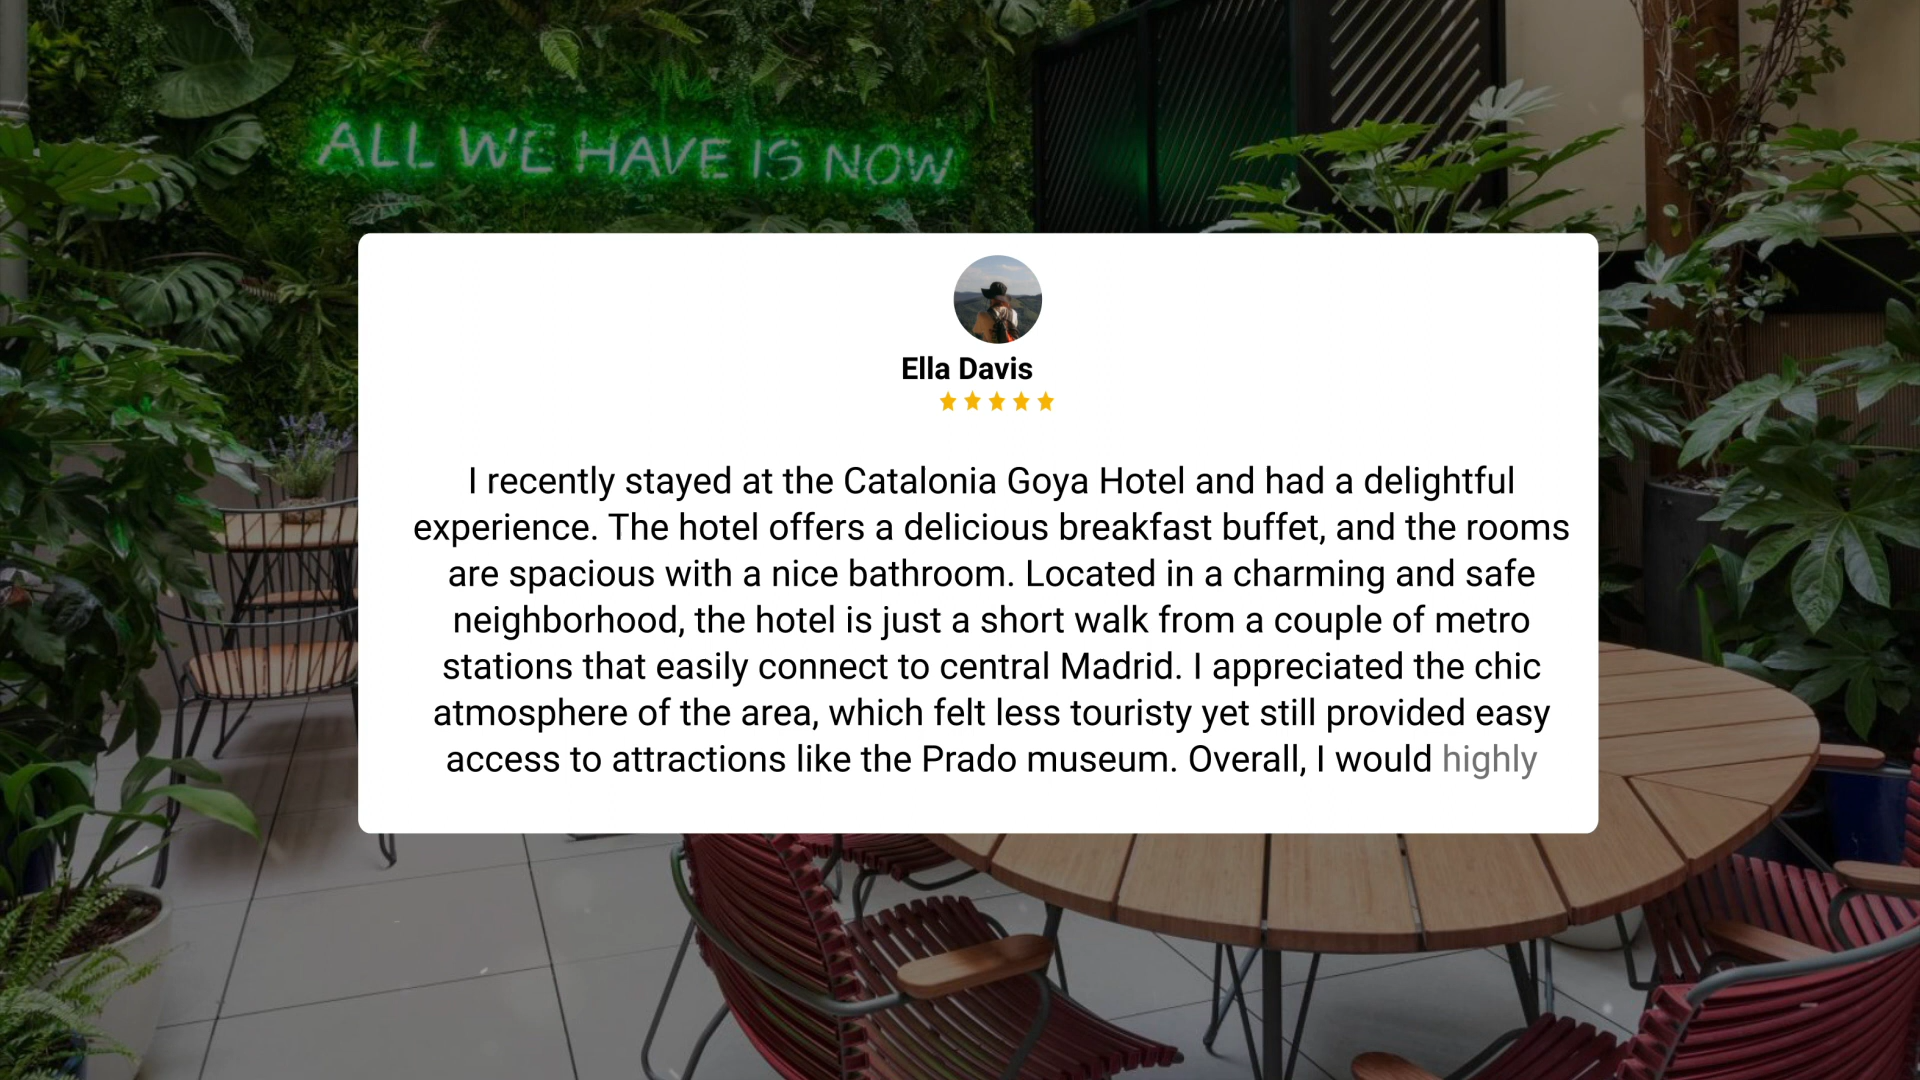 ALL WE HAVE IS NOW
Ella Davis
I recently stayed at the Catalonia Goya Hotel and had a delightful
experience. The hotel offers a delicious breakfast buffet, and the rooms
are spacious with a nice bathroom. Located in a charming and safe
neighborhood, the hotel is just a short walk from a couple of metro
stations that easily connect to central Madrid. I appreciated the chic
atmosphere of the area, which felt less touristy yet still provided easy
access to attractions like the Prado museum. Overall, I would highly